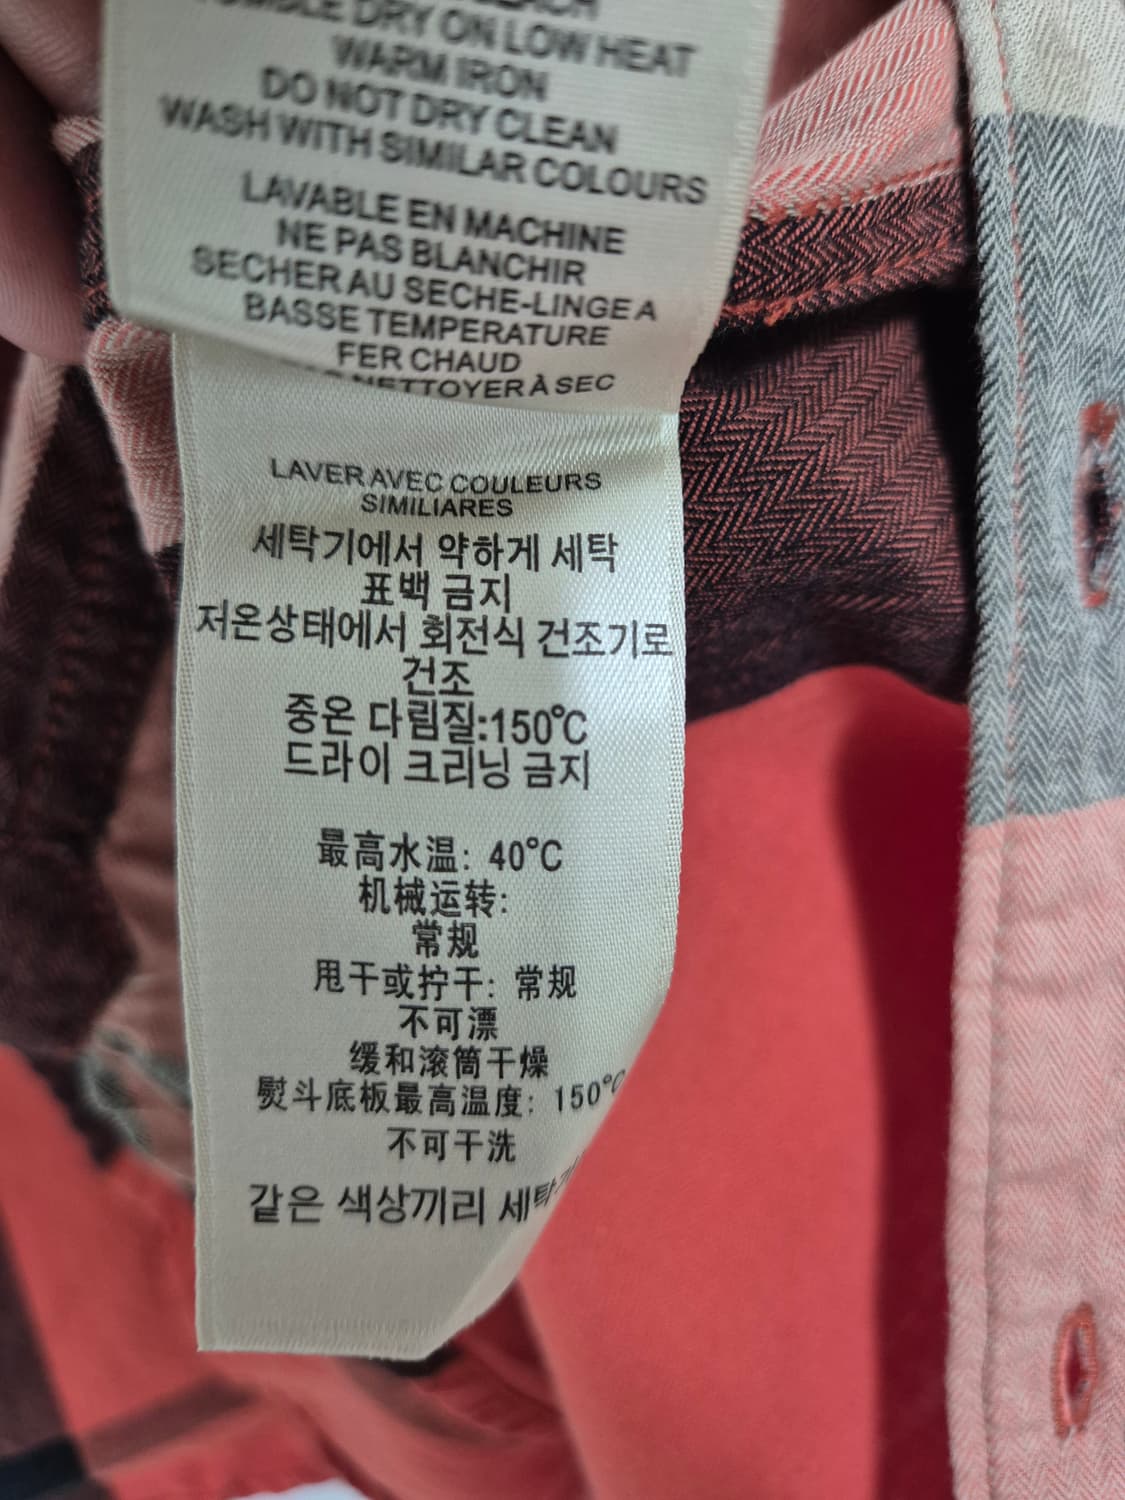 TUMBLE DRY ON LOW HEAT
WARM IRON
DO NOT DRY CLEAN
WASH WITH SIMILAR COLOURS
LAVABLE EN MACHINE
NE PAS BLANCHIR
SECHER AU SECHE-LINGE A
BASSE TEMPERATURE
FER CHAUD
NETTOYER À SEC
LAVER AVEC COULEURS
SIMILIARES
세탁기에서 약하게 세탁
표백 금지
저온상태에서 회전식 건조기로
건조
중온 다림질:150°C
드라이 크리닝 금지
最高水温: 40°C
机械运转:
常规
甩干或拧干: 常规
不可漂
缓和滚筒干燥
熨斗底板最高温度: 150°C
不可干洗
같은 색상끼리